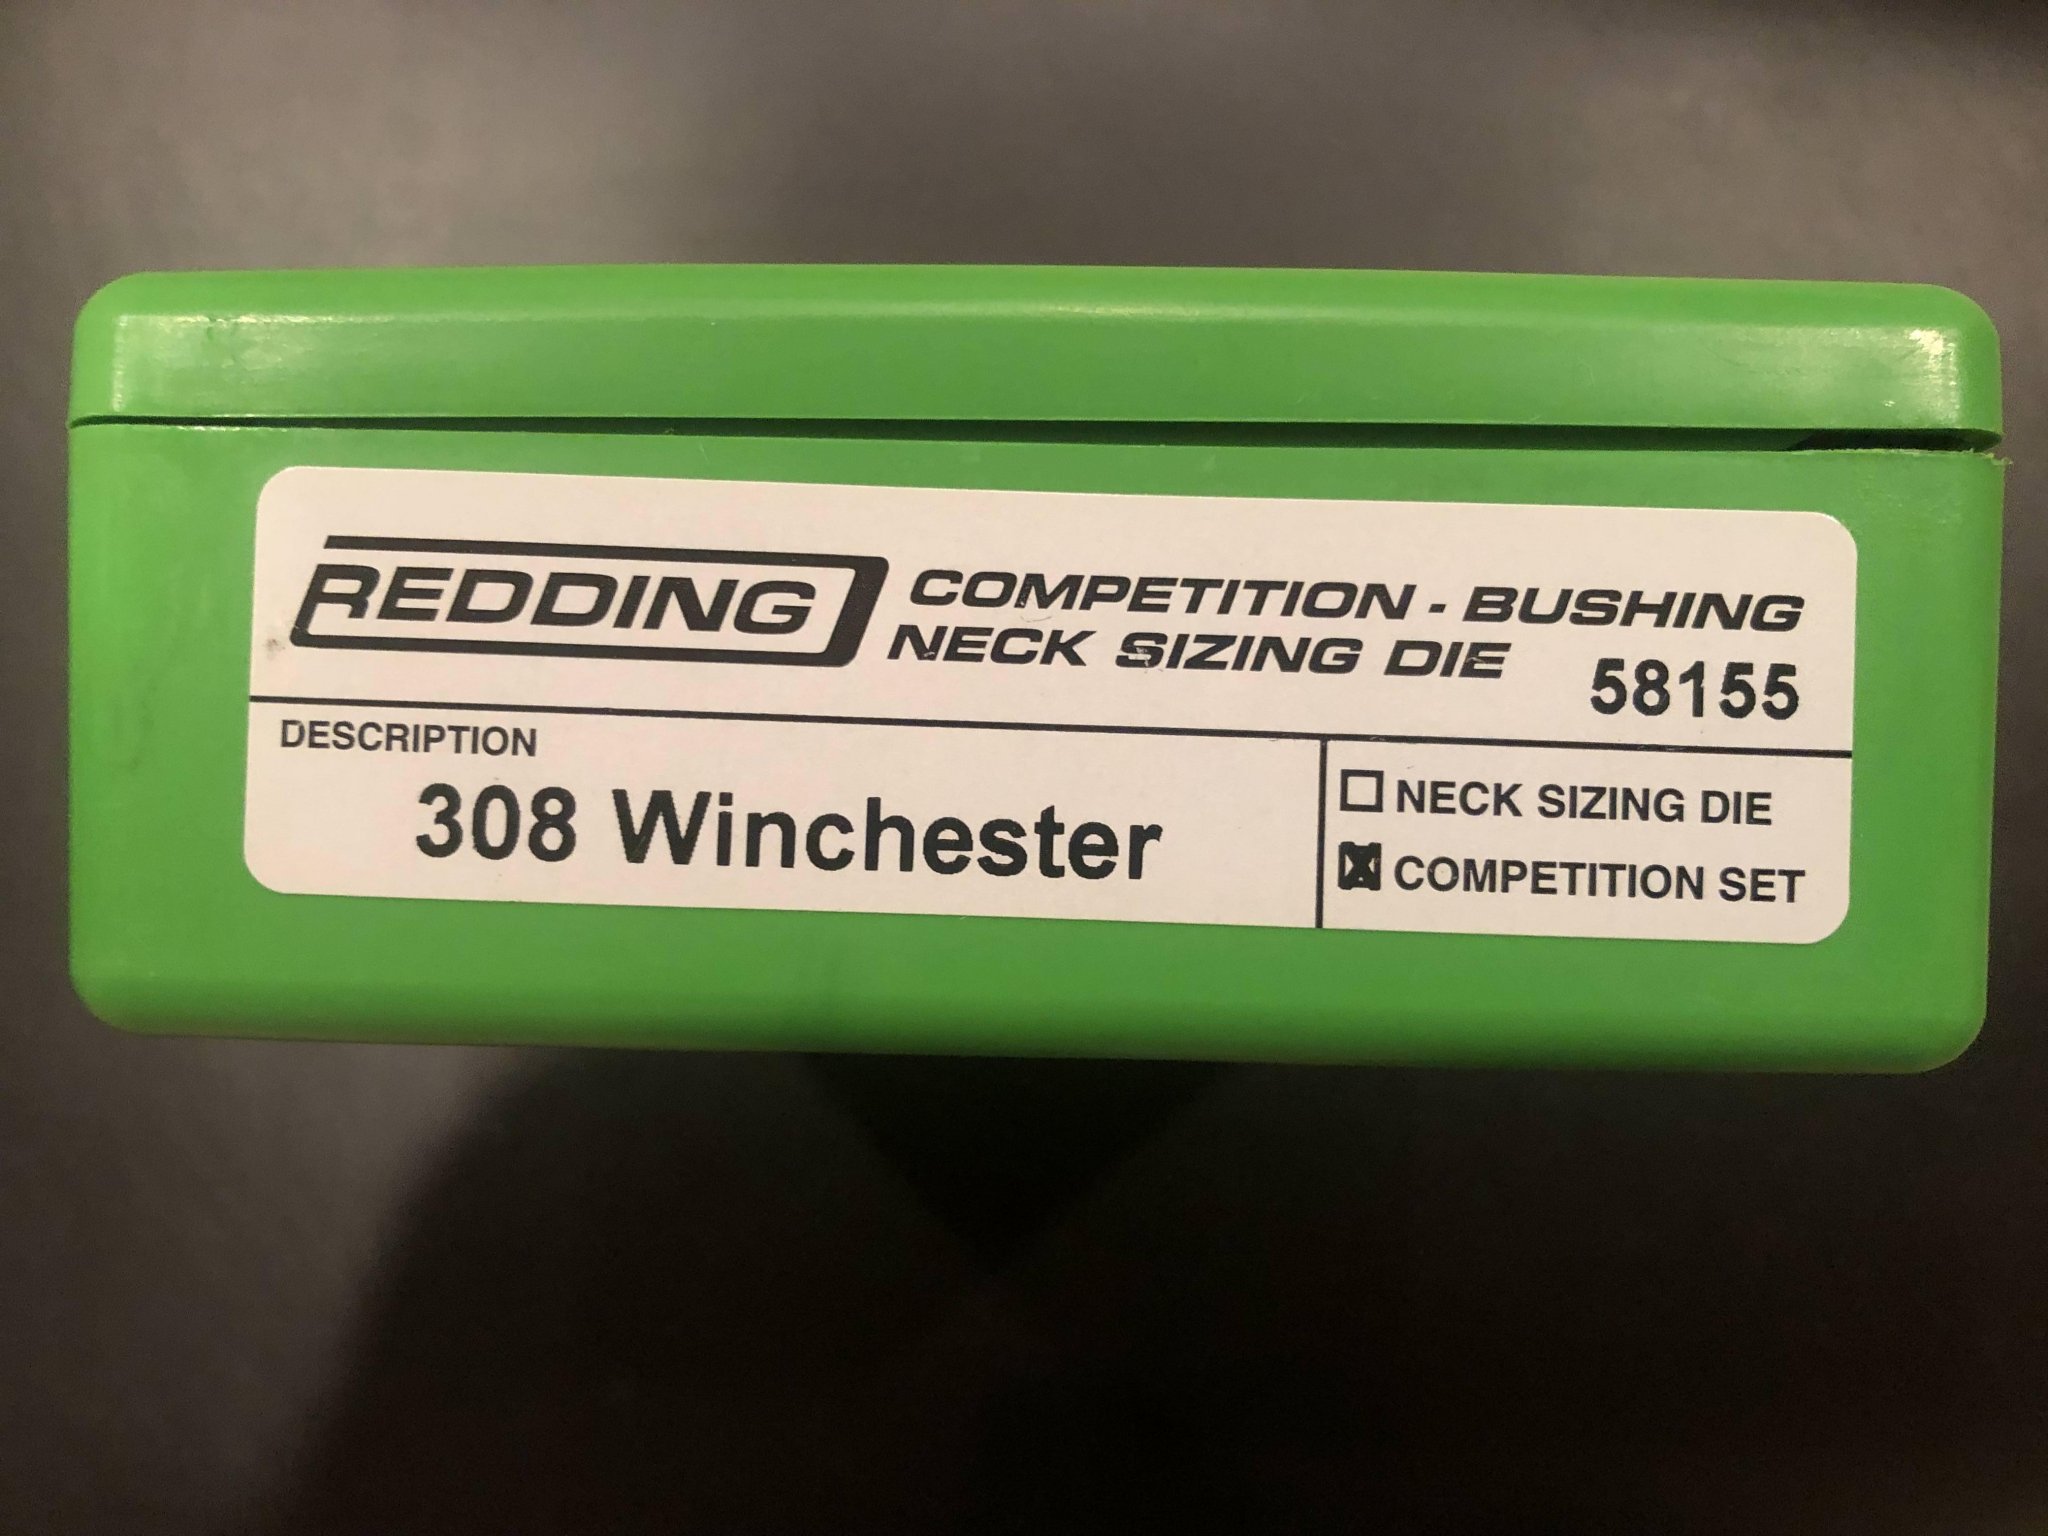 REDDING COMPETITION - BUSHING
NECK SIZING DIE 58155
DESCRIPTION
308 Winchester
NECK SIZING DIE
COMPETITION SET